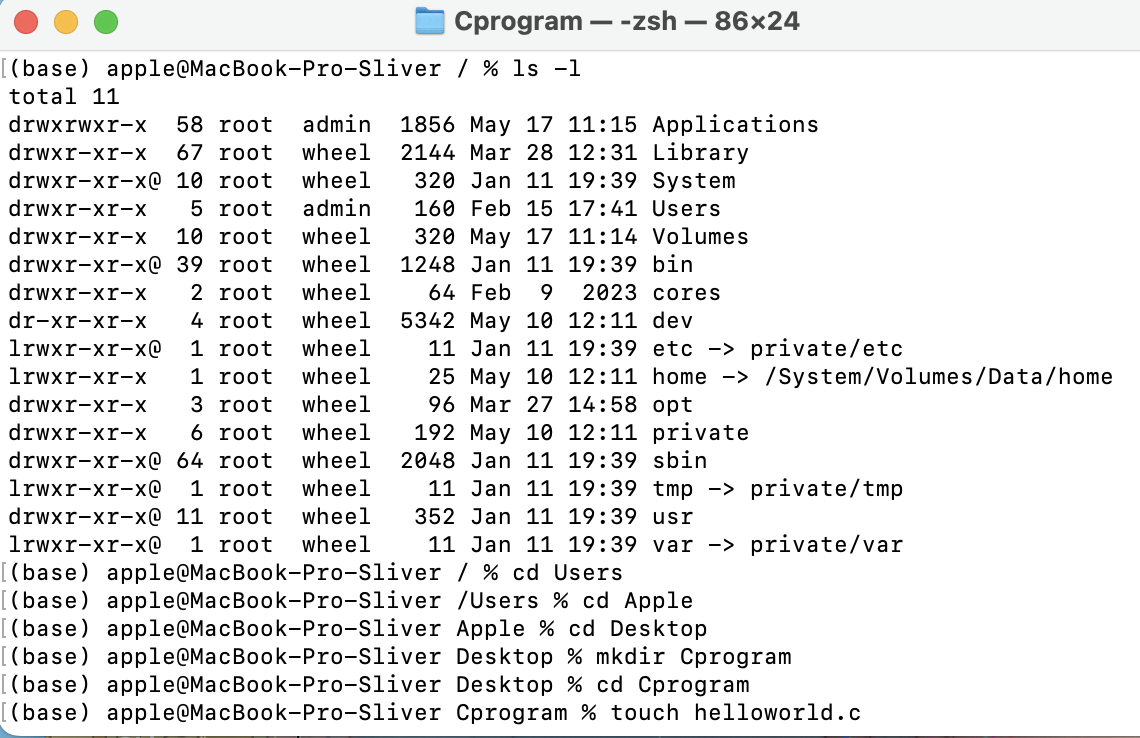 Cprogram — -zsh — 86×24
(base) apple@MacBook-Pro-Sliver / % ls -l
total 11
drwxrwxr-x  58 root  admin  1856 May 17 11:15 Applications
drwxr-xr-x  67 root  wheel  2144 Mar 28 12:31 Library
drwxr-xr-x@ 10 root  wheel   320 Jan 11 19:39 System
drwxr-xr-x   5 root  admin   160 Feb 15 17:41 Users
drwxr-xr-x  10 root  wheel   320 May 17 11:14 Volumes
drwxr-xr-x@ 39 root  wheel  1248 Jan 11 19:39 bin
drwxr-xr-x   2 root  wheel    64 Feb  9  2023 cores
dr-xr-xr-x   4 root  wheel  5342 May 10 12:11 dev
lrwxr-xr-x@  1 root  wheel    11 Jan 11 19:39 etc -> private/etc
lrwxr-xr-x   1 root  wheel    25 May 10 12:11 home -> /System/Volumes/Data/home
drwxr-xr-x   3 root  wheel    96 Mar 27 14:58 opt
drwxr-xr-x   6 root  wheel   192 May 10 12:11 private
drwxr-xr-x@ 64 root  wheel  2048 Jan 11 19:39 sbin
lrwxr-xr-x@  1 root  wheel    11 Jan 11 19:39 tmp -> private/tmp
drwxr-xr-x@ 11 root  wheel   352 Jan 11 19:39 usr
lrwxr-xr-x@  1 root  wheel    11 Jan 11 19:39 var -> private/var
(base) apple@MacBook-Pro-Sliver / % cd Users
(base) apple@MacBook-Pro-Sliver /Users % cd Apple
(base) apple@MacBook-Pro-Sliver Apple % cd Desktop
(base) apple@MacBook-Pro-Sliver Desktop % mkdir Cprogram
(base) apple@MacBook-Pro-Sliver Desktop % cd Cprogram
(base) apple@MacBook-Pro-Sliver Cprogram % touch helloworld.c